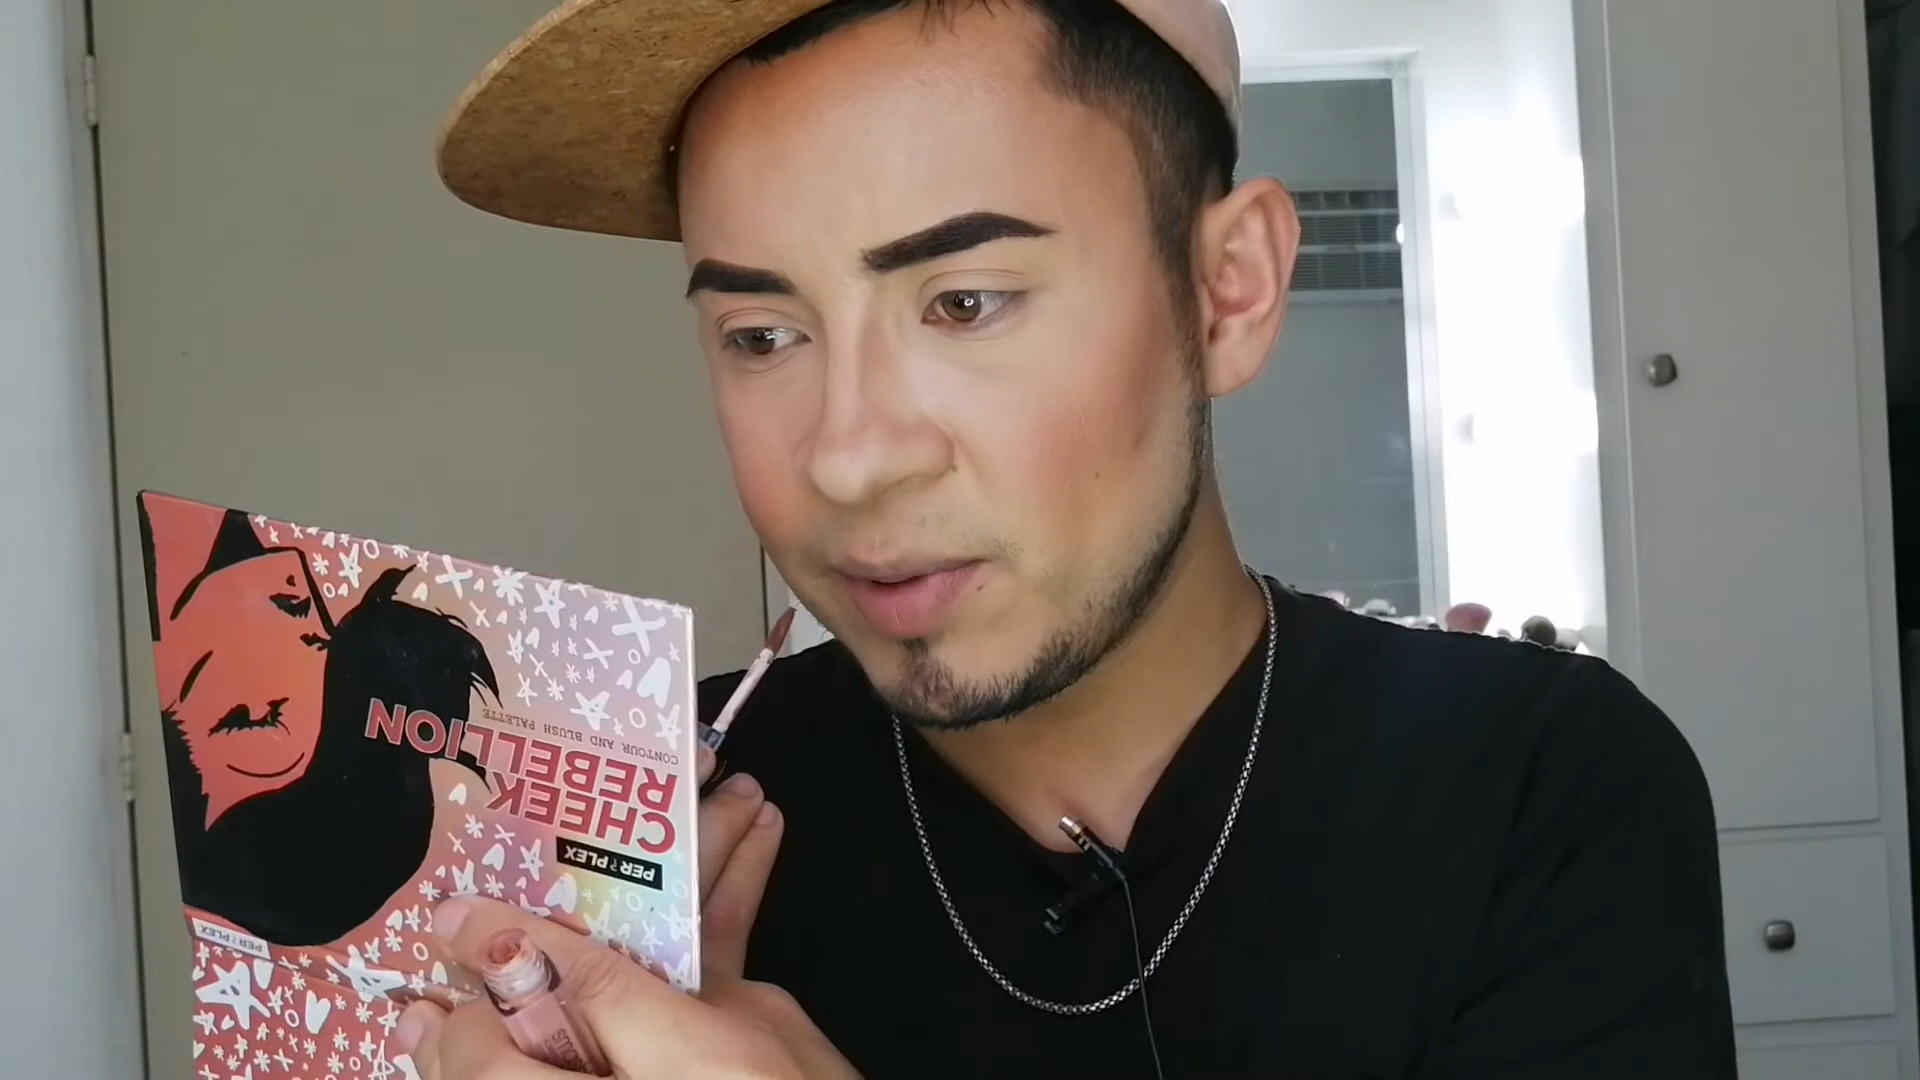 PER PLEX
CHEEK
REBELLION
CONTOUR AND BLUSH PALETTE
PER PLEX